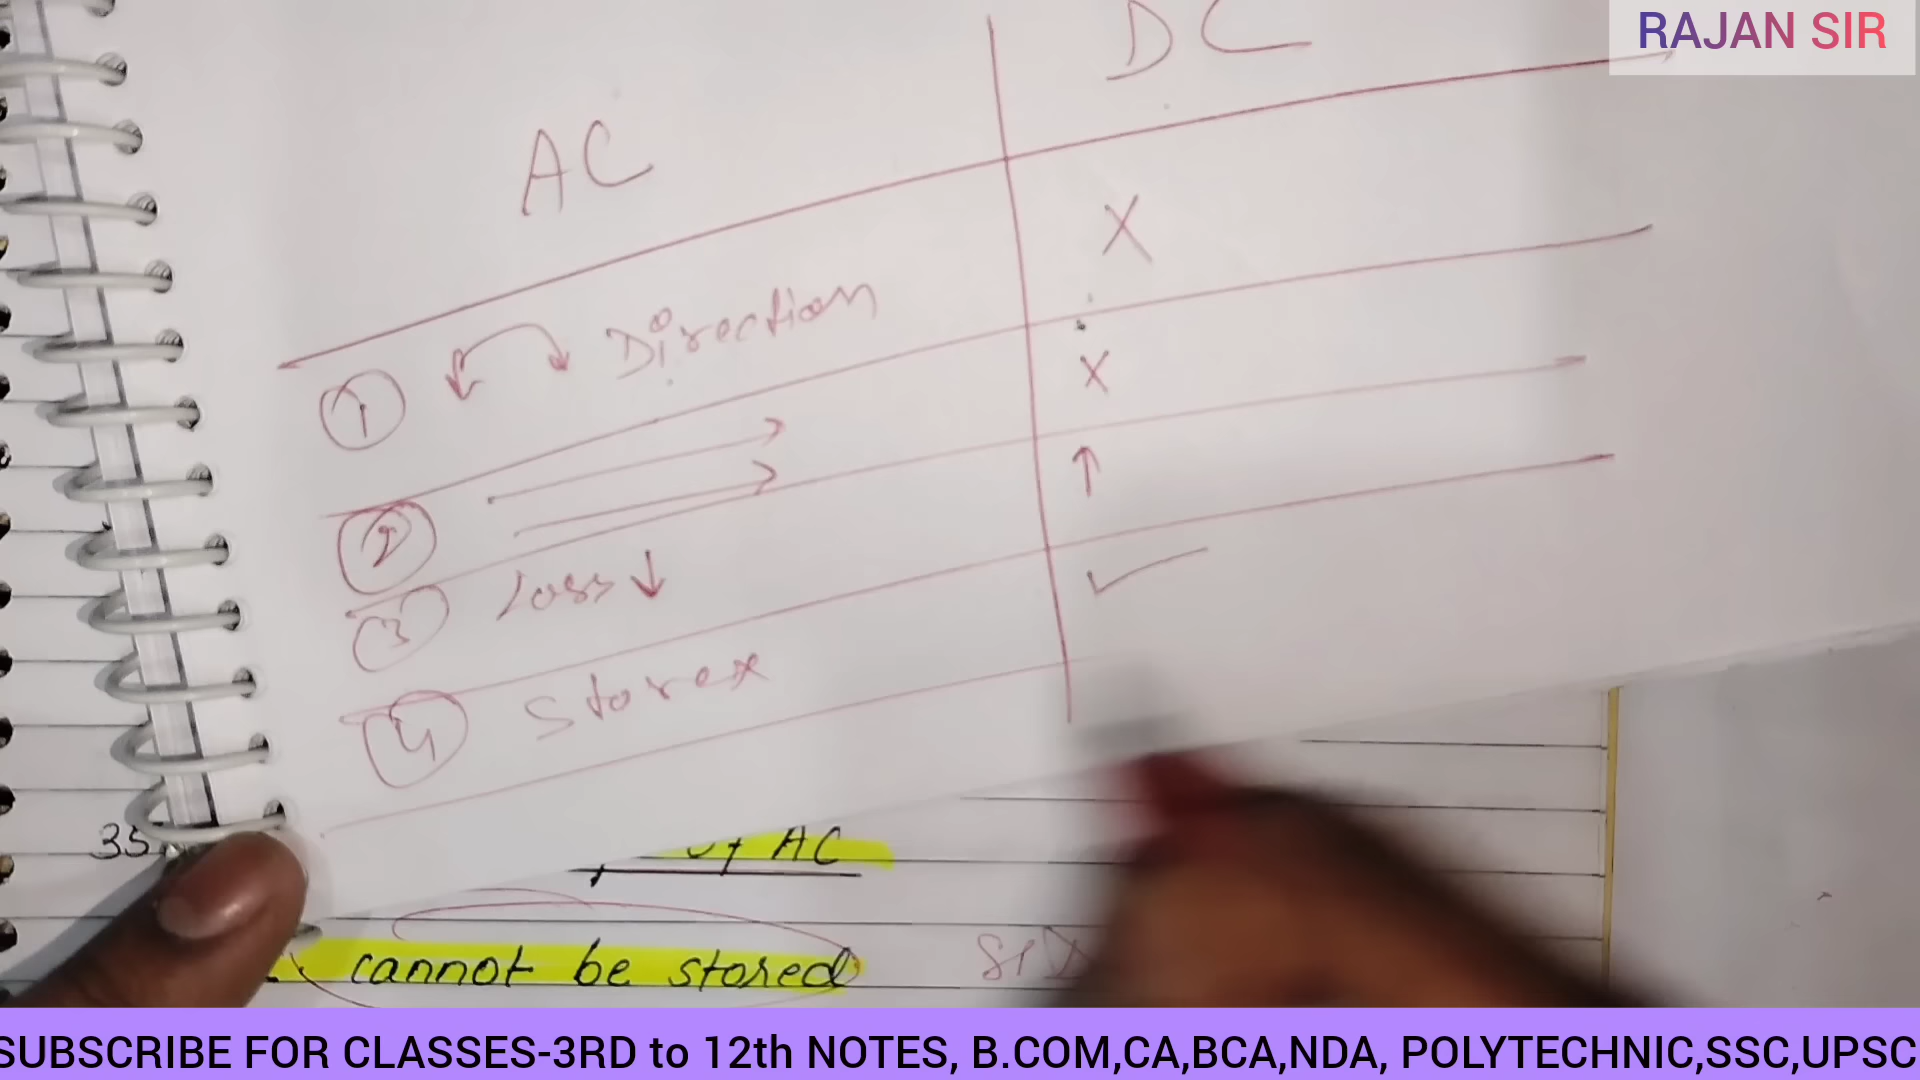 RAJAN SIR
AC DC
1 Direction X
2 X
3 Loss ↓ ↑
4 Store x ✓
35.
of AC
cannot be stored
SUBSCRIBE FOR CLASSES-3RD to 12th NOTES, B.COM,CA,BCA,NDA, POLYTECHNIC,SSC,UPSC